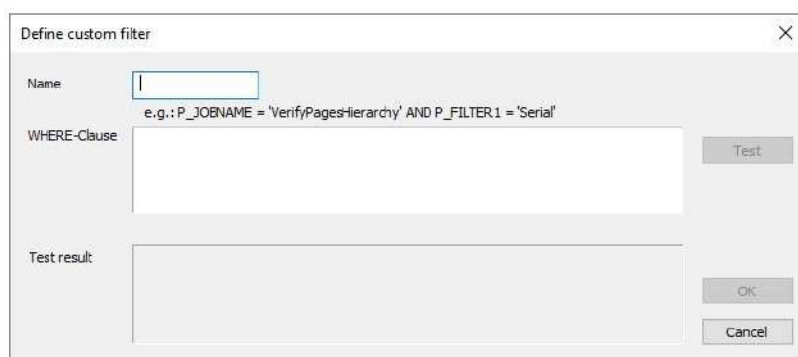 Define custom filter
Name
e.g.: P_JOBNAME = 'VerifyPagesHierarchy' AND P_FILTER1 = 'Serial'
WHERE-Clause
Test
Test result
OK
Cancel